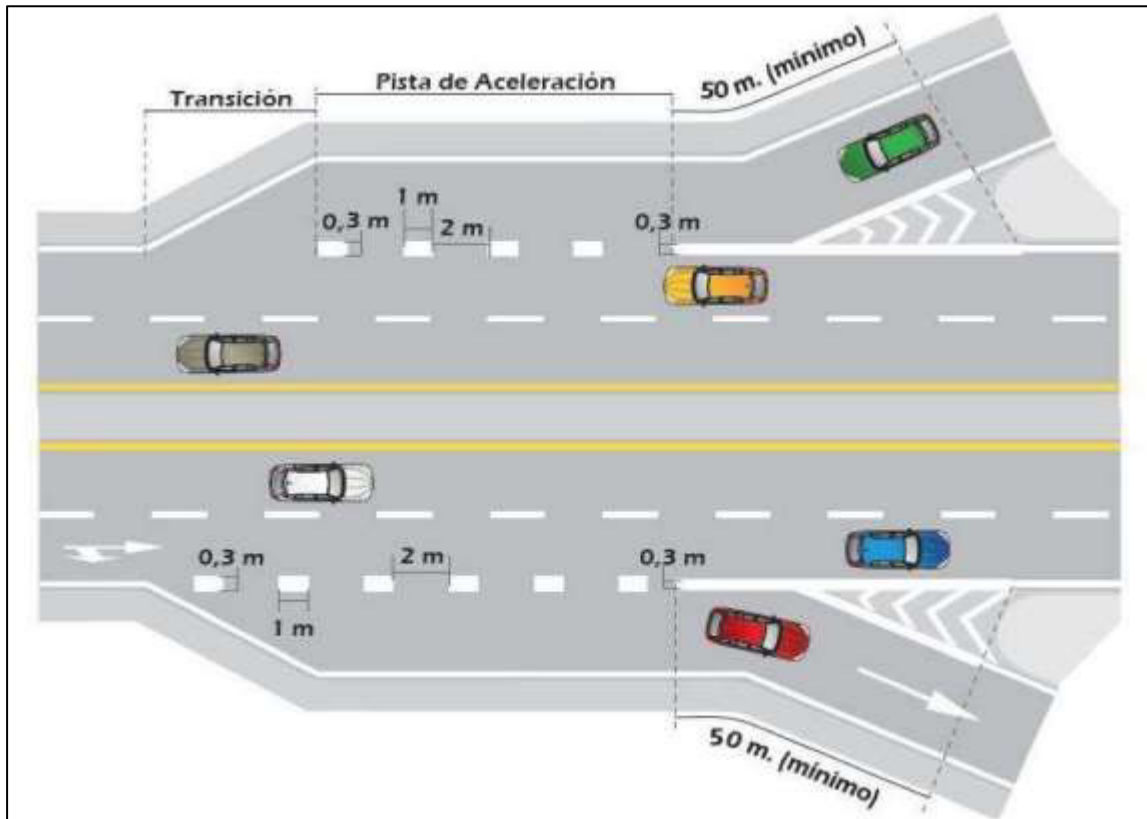 50 m. (mínimo)
Pista de Aceleración
Transición
1 m
0,3 m
2 m
0,3 m
0,3 m
2 m
0,3 m
1 m
50 m. (mínimo)